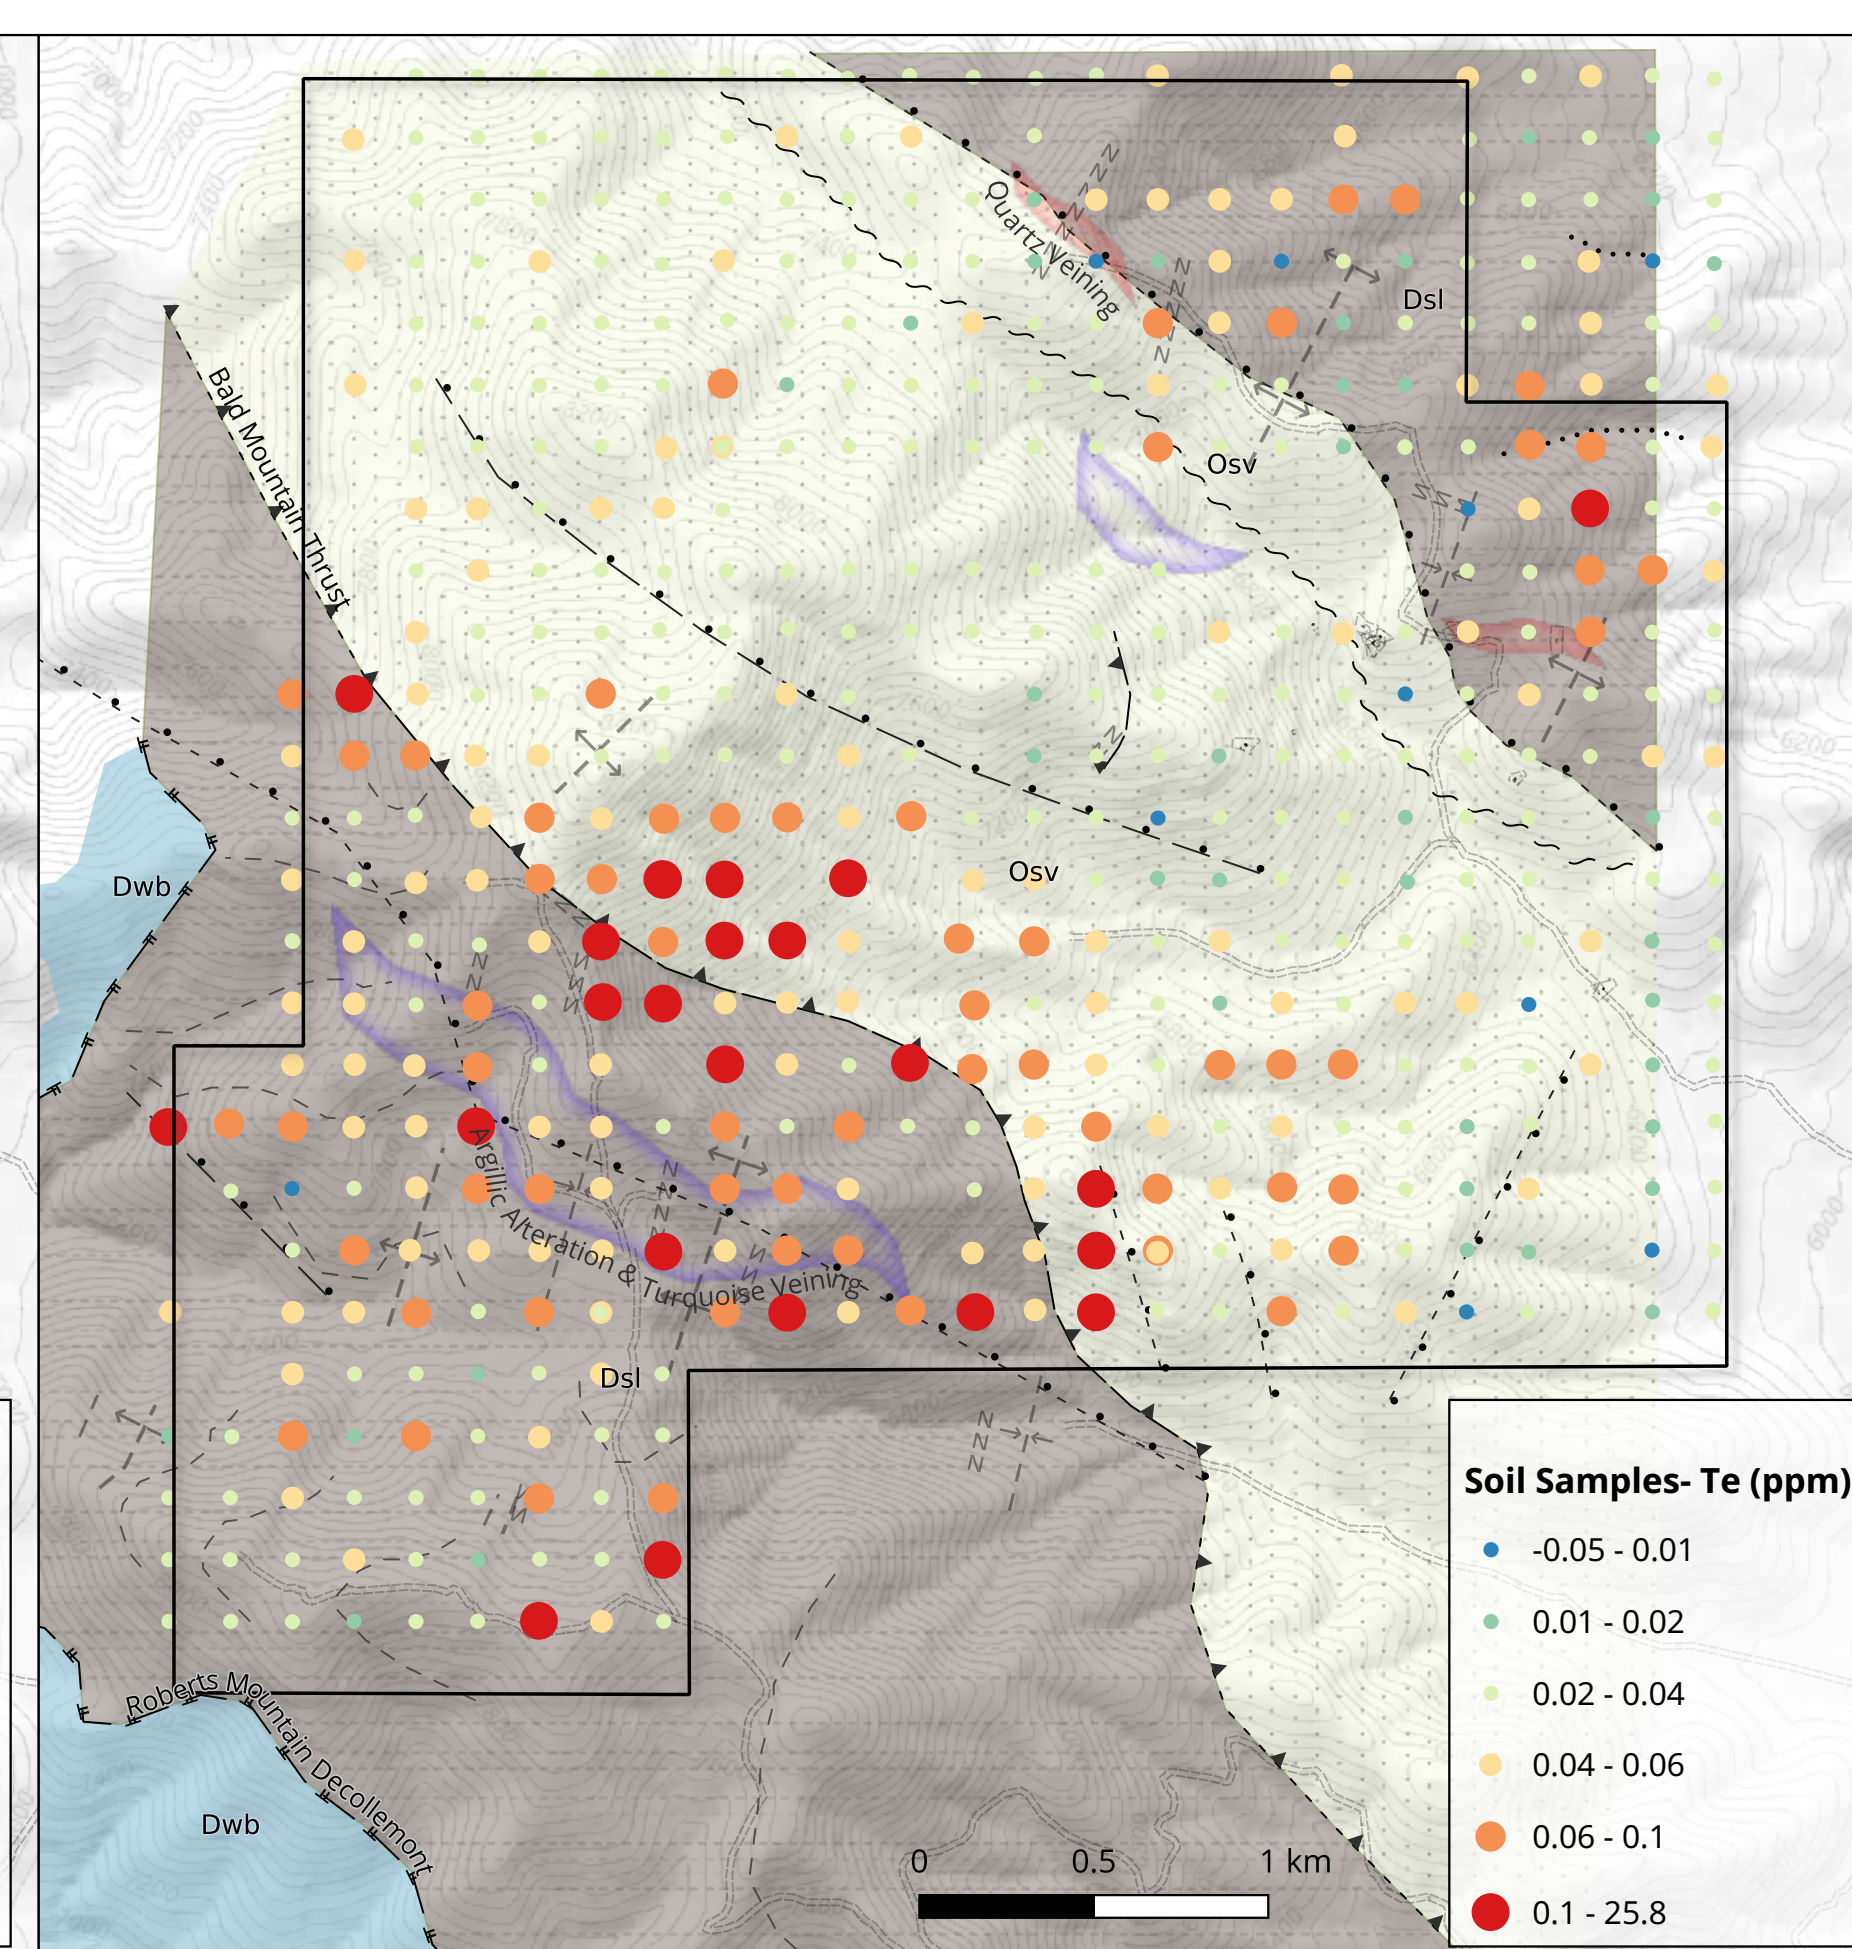 Quartz Veining
Dsl
Bald Mountain Thrust
Osv
Osv
Dwb
Argillic Alteration & Turquoise Veining
Dsl
Roberts Mountain Decollemont
Dwb
0 0.5 1 km
Soil Samples- Te (ppm)
-0.05 - 0.01
0.01 - 0.02
0.02 - 0.04
0.04 - 0.06
0.06 - 0.1
0.1 - 25.8